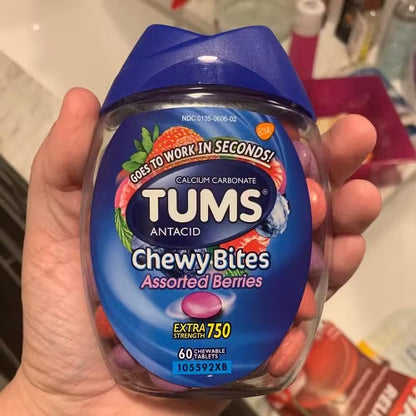 NDC 0135-0606-02
gsk
GOES TO WORK IN SECONDS!
CALCIUM CARBONATE
TUMS®
ANTACID
Chewy Bites
Assorted Berries
EXTRA
STRENGTH 750
60 CHEWABLE
TABLETS
105592XB